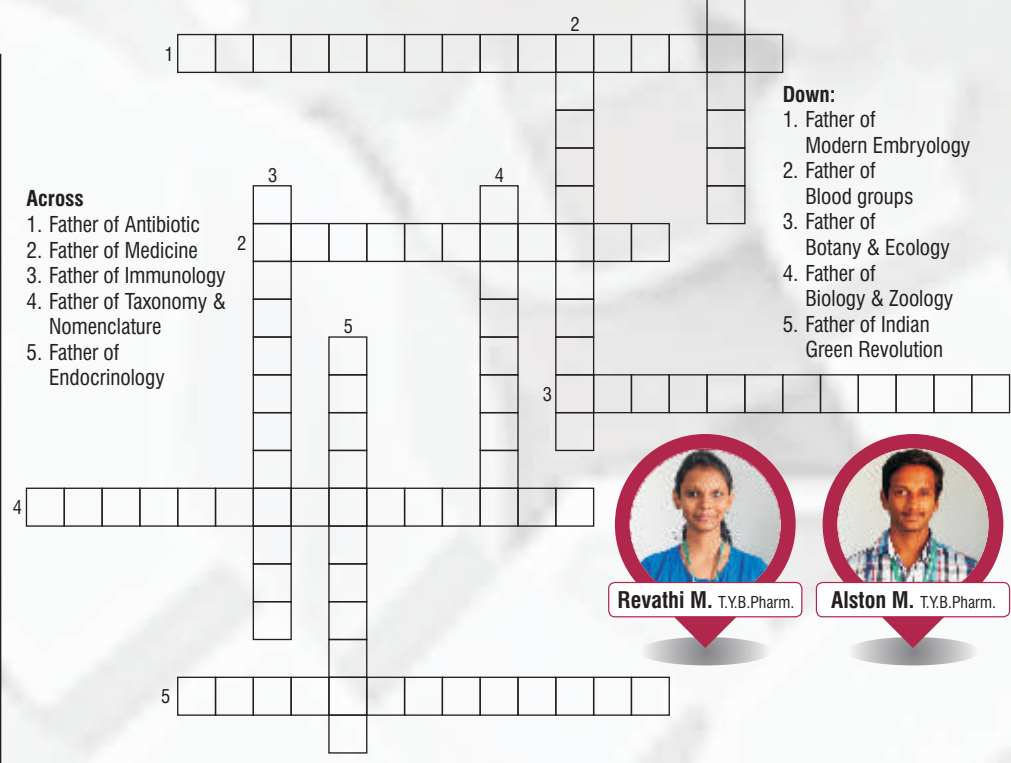 2
1
Down:
1. Father of
Modern Embryology
2. Father of
Blood groups
3. Father of
Botany & Ecology
4. Father of
Biology & Zoology
5. Father of Indian
Green Revolution
3
4
Across
1. Father of Antibiotic
2. Father of Medicine
3. Father of Immunology
4. Father of Taxonomy &
Nomenclature
5. Father of
Endocrinology
2
5
3
4
Revathi M. T.Y.B.Pharm.
Alston M. T.Y.B.Pharm.
5